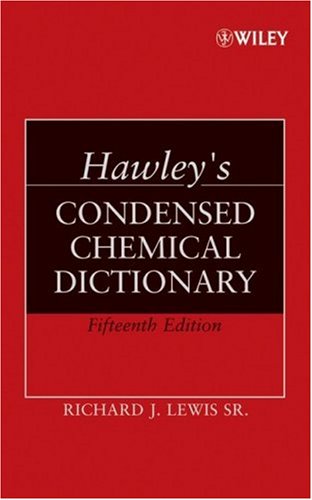 WILEY
Hawley's
CONDENSED
CHEMICAL
DICTIONARY
Fifteenth Edition
RICHARD J. LEWIS SR.